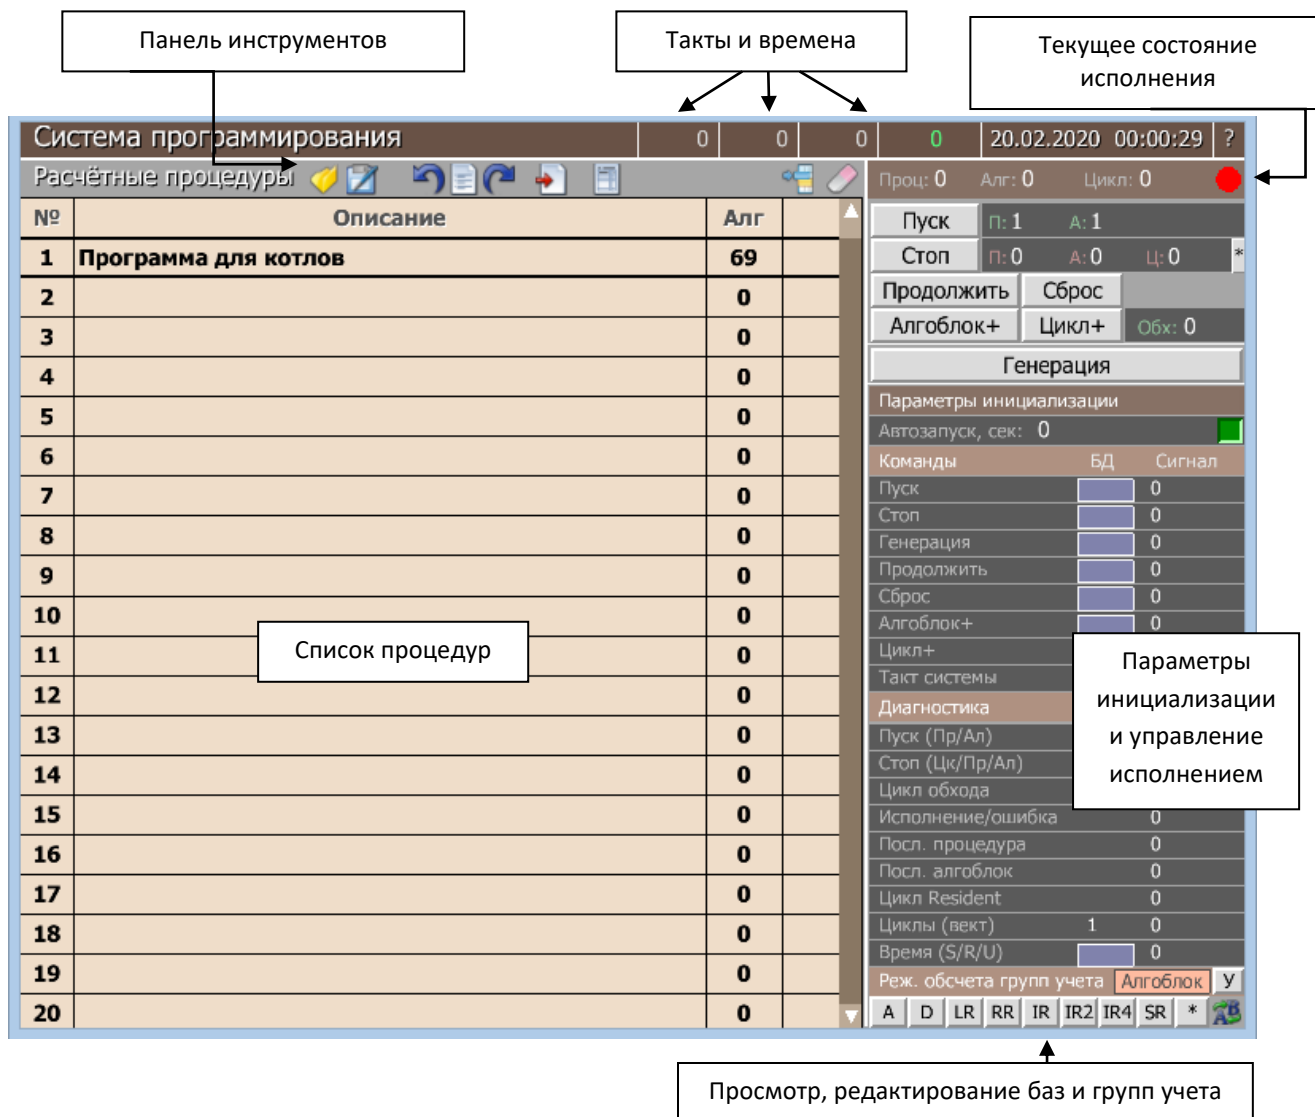 Панель инструментов
Такты и времена
Текущее состояние
исполнения
Система программирования 0 0 0 0 20.02.2020 00:00:29 ?
Расчётные процедуры
Проц: 0 Алг: 0 Цикл: 0
№ Описание Алг
1 Программа для котлов 69
2 0
3 0
4 0
5 0
6 0
7 0
8 0
9 0
10 0
11 0
12 0
13 0
14 0
15 0
16 0
17 0
18 0
19 0
20 0
Список процедур
Пуск П: 1 А: 1
Стоп П: 0 А: 0 Ц: 0 *
Продолжить Сброс
Алгоблок+ Цикл+ Обх: 0
Генерация
Параметры инициализации
Автозапуск, сек: 0
Команды БД Сигнал
Пуск 0
Стоп 0
Генерация 0
Продолжить 0
Сброс 0
Алгоблок+ 0
Цикл+
Такт системы
Диагностика
Пуск (Пр/Ал)
Стоп (Цк/Пр/Ал)
Цикл обхода
Исполнение/ошибка 0
Посл. процедура 0
Посл. алгоблок 0
Цикл Resident 0
Циклы (вект) 1 0
Время (S/R/U) 0
Реж. обсчета групп учета Алгоблок У
A D LR RR IR IR2 IR4 SR *
Параметры
инициализации
и управление
исполнением
Просмотр, редактирование баз и групп учета